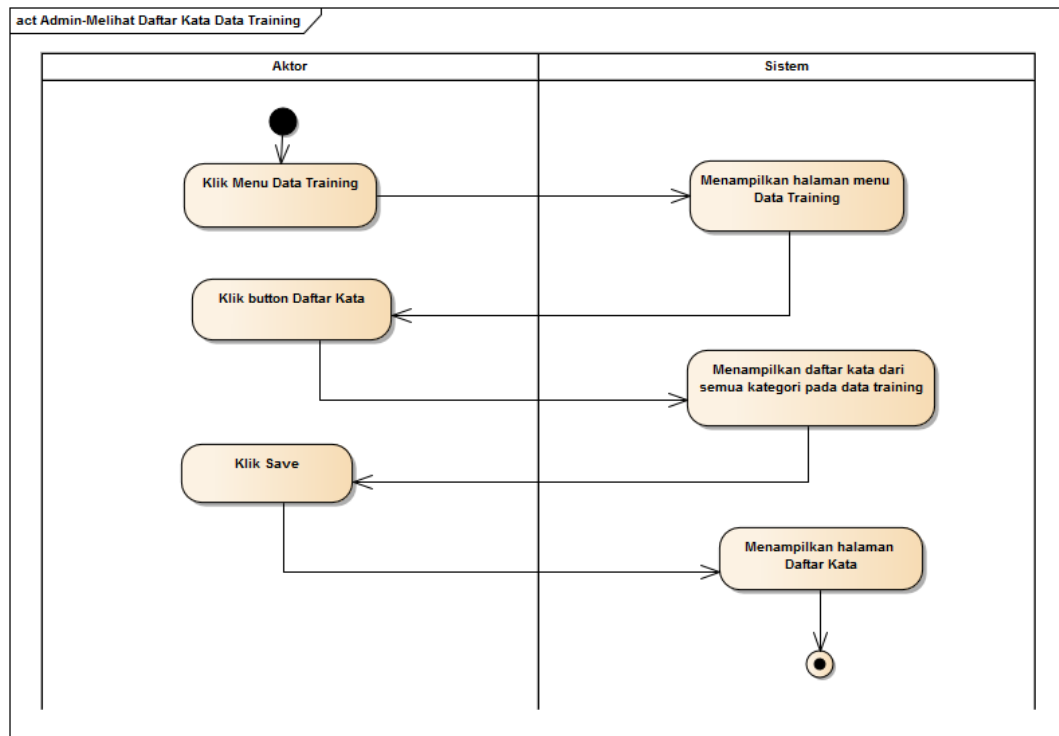 act Admin-Melihat Daftar Kata Data Training
Aktor
Sistem
Klik Menu Data Training
Menampilkan halaman menu
Data Training
Klik button Daftar Kata
Menampilkan daftar kata dari
semua kategori pada data training
Klik Save
Menampilkan halaman
Daftar Kata